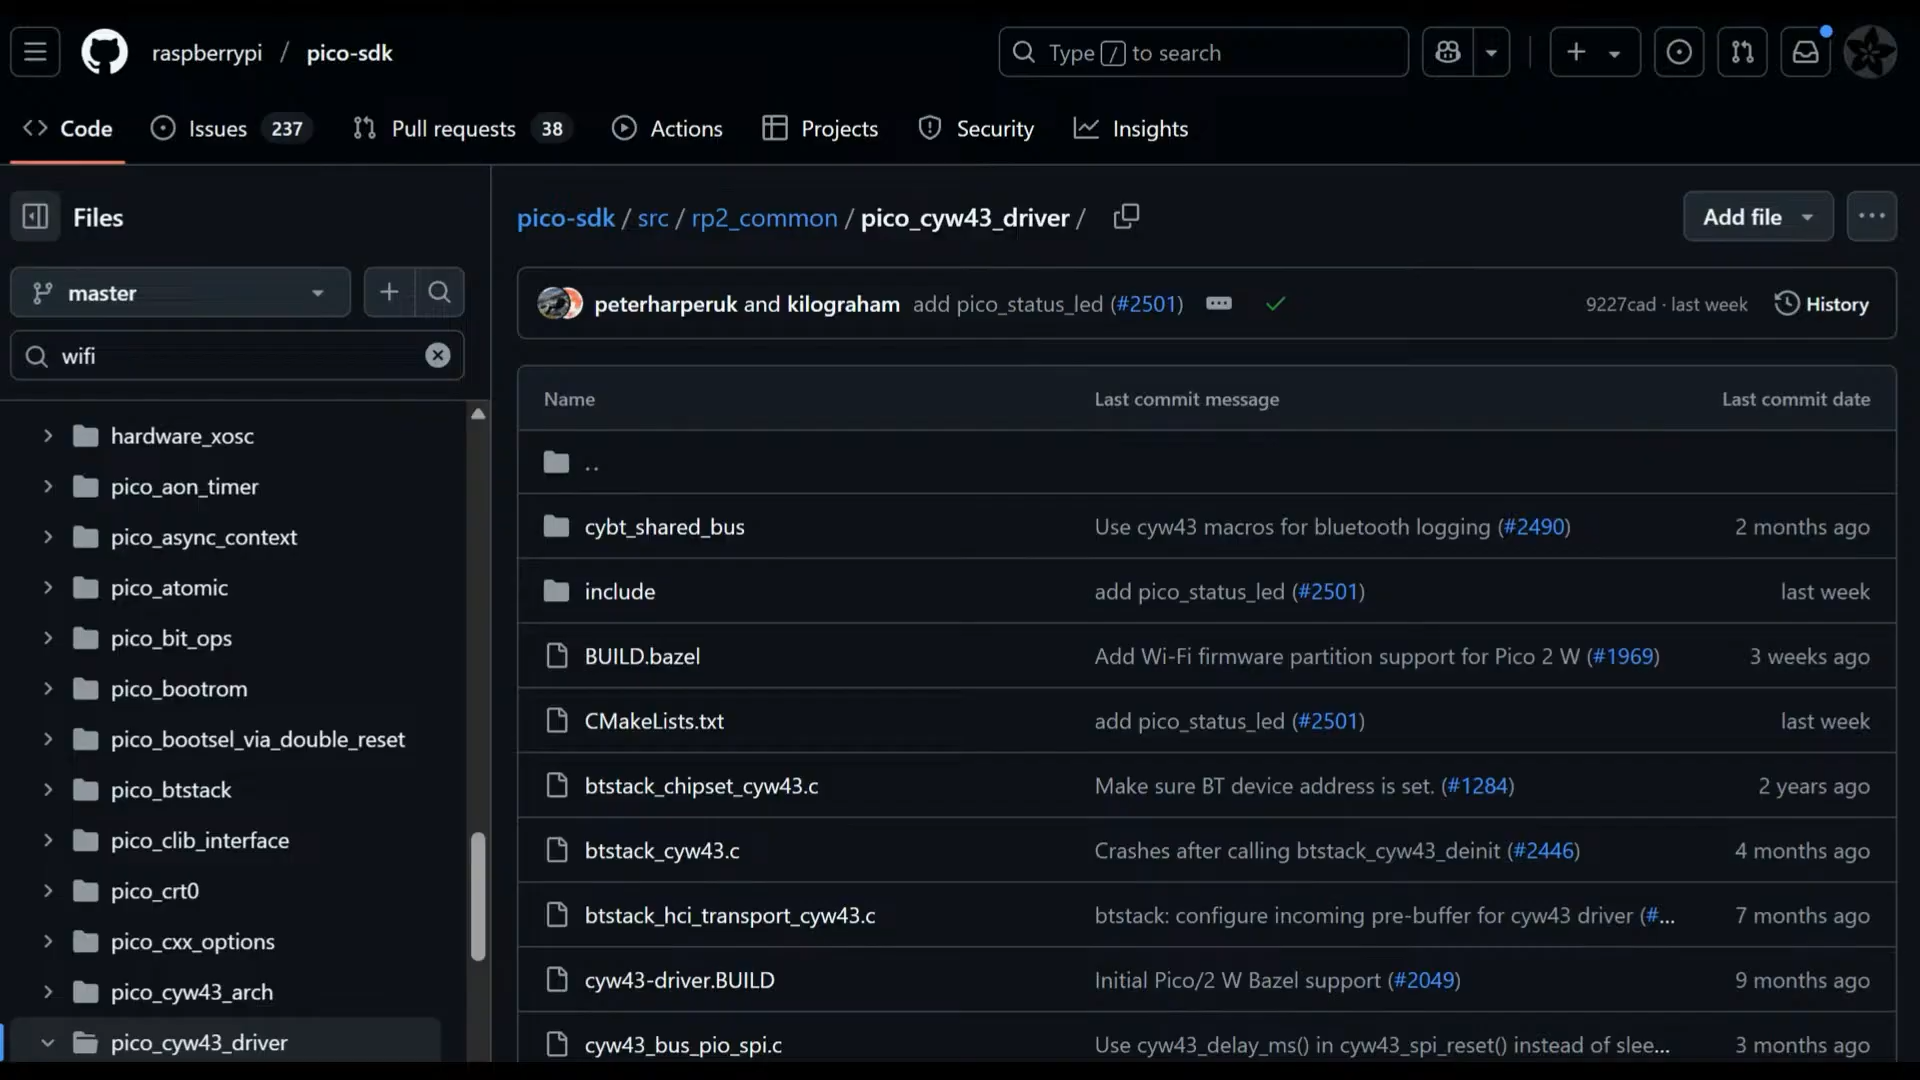 raspberrypi / pico-sdk
Type / to search
Code
Issues 237
Pull requests 38
Actions
Projects
Security
Insights
Files
pico-sdk / src / rp2_common / pico_cyw43_driver /
Add file
master
peterharperuk and kilograham add pico_status_led (#2501)
9227cad · last week
History
wifi
Name Last commit message Last commit date
..
cybt_shared_bus Use cyw43 macros for bluetooth logging (#2490) 2 months ago
include add pico_status_led (#2501) last week
BUILD.bazel Add Wi-Fi firmware partition support for Pico 2 W (#1969) 3 weeks ago
CMakeLists.txt add pico_status_led (#2501) last week
btstack_chipset_cyw43.c Make sure BT device address is set. (#1284) 2 years ago
btstack_cyw43.c Crashes after calling btstack_cyw43_deinit (#2446) 4 months ago
btstack_hci_transport_cyw43.c btstack: configure incoming pre-buffer for cyw43 driver (#... 7 months ago
cyw43-driver.BUILD Initial Pico/2 W Bazel support (#2049) 9 months ago
cyw43_bus_pio_spi.c Use cyw43_delay_ms() in cyw43_spi_reset() instead of slee... 3 months ago
hardware_xosc
pico_aon_timer
pico_async_context
pico_atomic
pico_bit_ops
pico_bootrom
pico_bootsel_via_double_reset
pico_btstack
pico_clib_interface
pico_crt0
pico_cxx_options
pico_cyw43_arch
pico_cyw43_driver